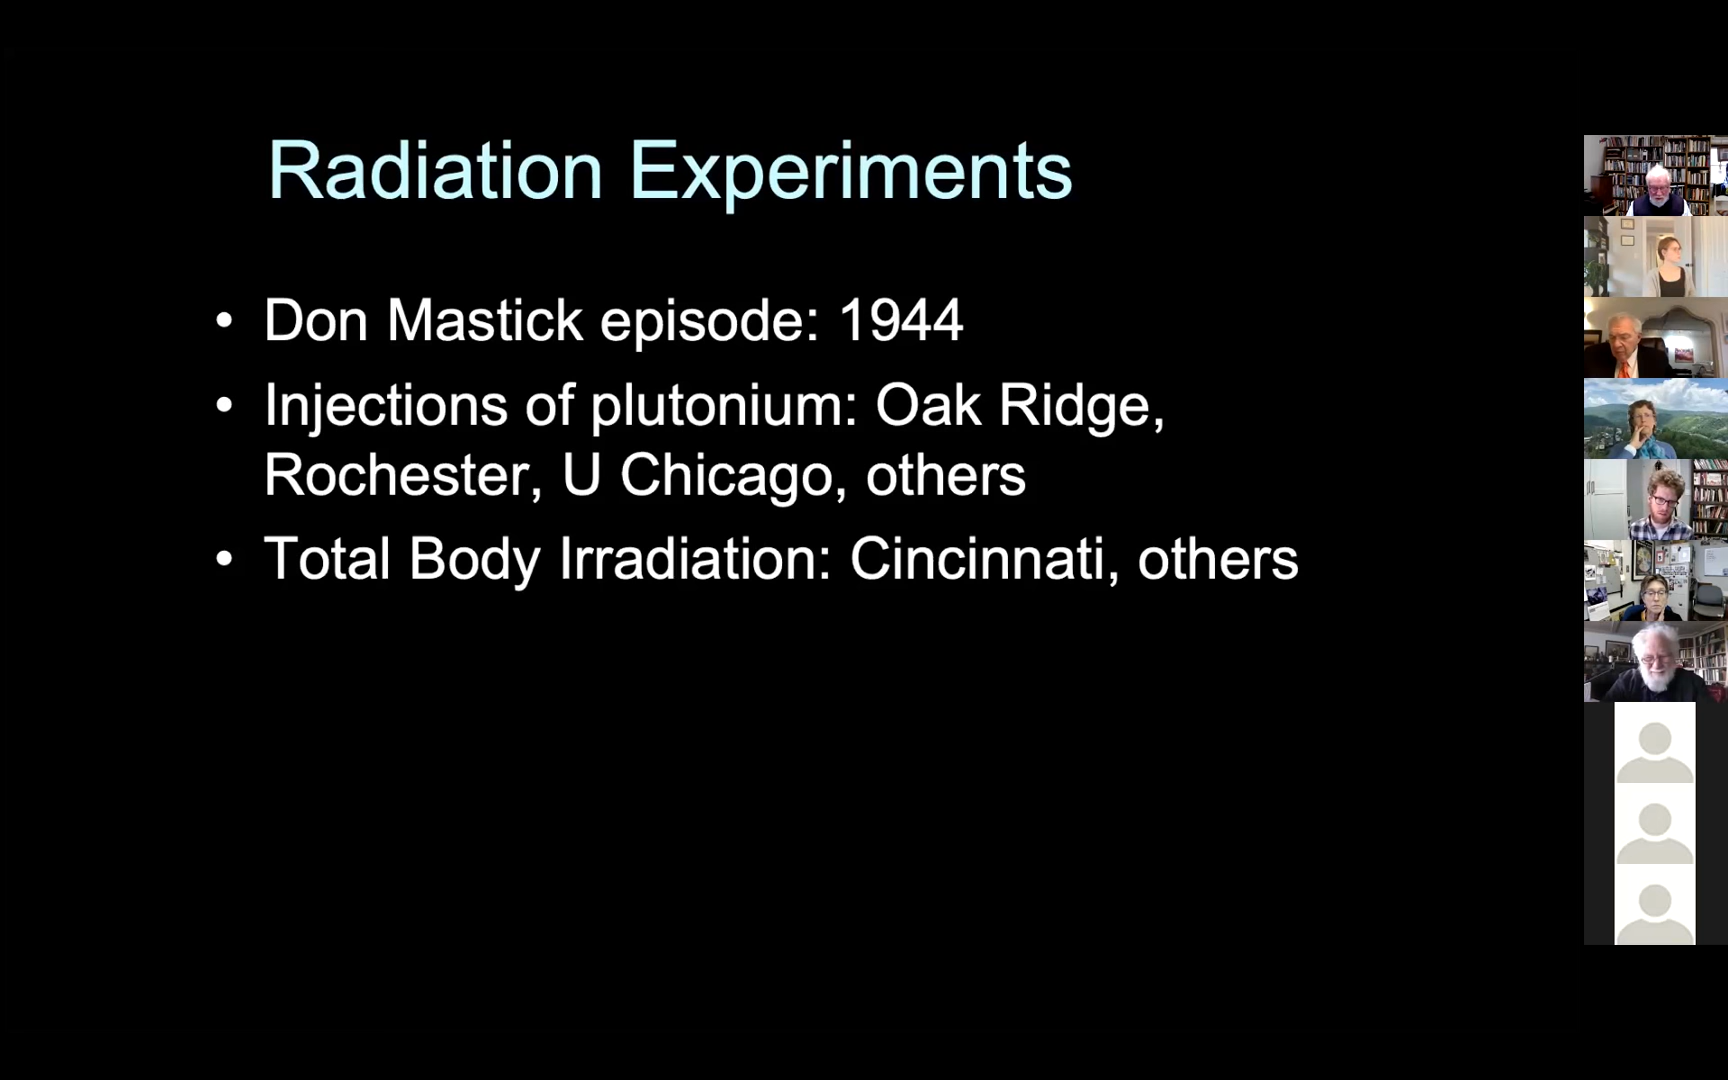 Radiation Experiments
• Don Mastick episode: 1944
• Injections of plutonium: Oak Ridge,
Rochester, U Chicago, others
• Total Body Irradiation: Cincinnati, others